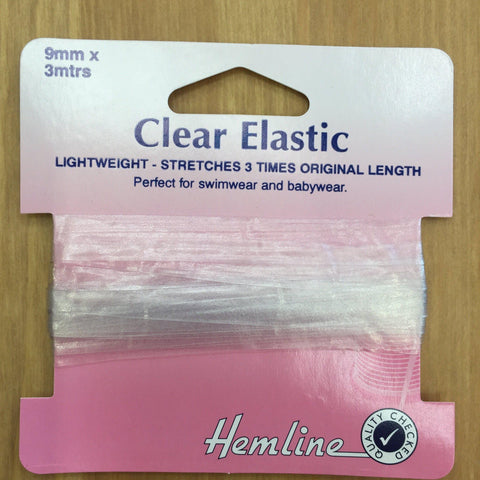 9mm x
3mtrs
Clear Elastic
LIGHTWEIGHT - STRETCHES 3 TIMES ORIGINAL LENGTH
Perfect for swimwear and babywear.
Hemline
QUALITY CHECKED